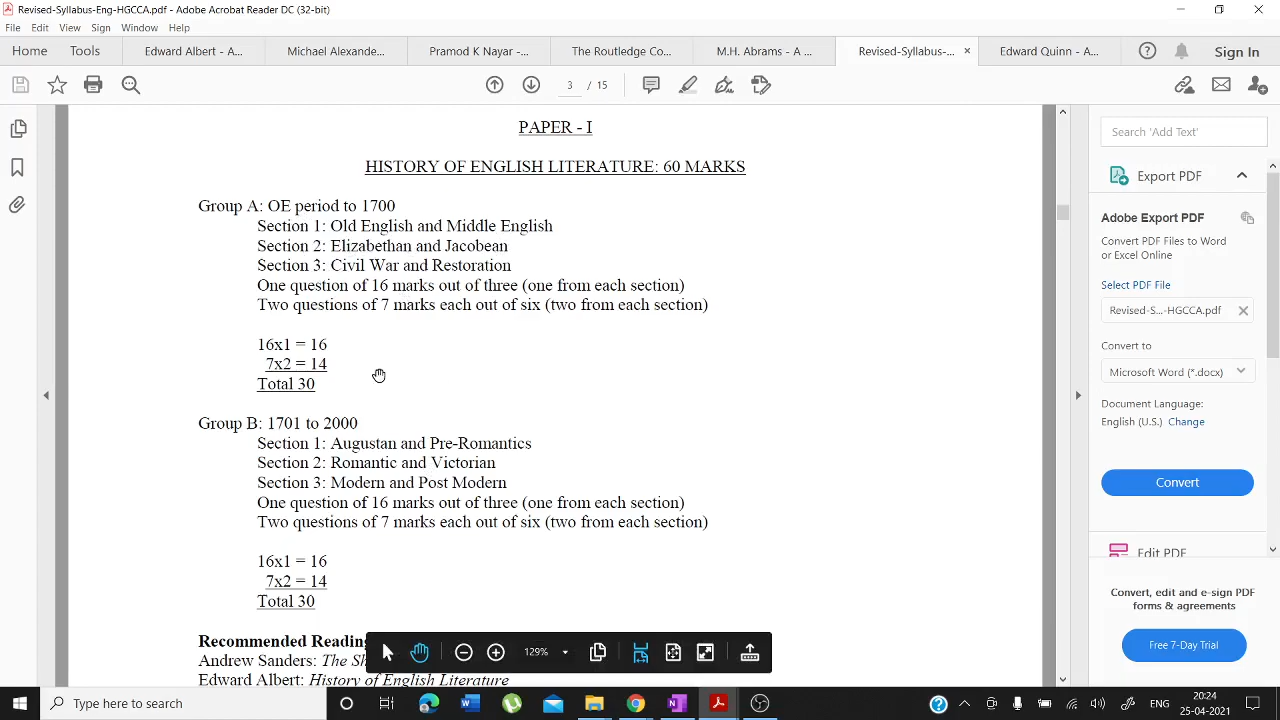 Revised-Syllabus-Eng-HGCCA.pdf - Adobe Acrobat Reader DC (32-bit)
File Edit View Sign Window Help
Home Tools Edward Albert - A... Michael Alexande... Pramod K Nayar -... The Routledge Co... M.H. Abrams - A ... Revised-Syllabus-... × Edward Quinn - A... Sign In
3 / 15
PAPER - I
HISTORY OF ENGLISH LITERATURE: 60 MARKS
Group A: OE period to 1700
Section 1: Old English and Middle English
Section 2: Elizabethan and Jacobean
Section 3: Civil War and Restoration
One question of 16 marks out of three (one from each section)
Two questions of 7 marks each out of six (two from each section)
16x1 = 16
7x2 = 14
Total 30
Group B: 1701 to 2000
Section 1: Augustan and Pre-Romantics
Section 2: Romantic and Victorian
Section 3: Modern and Post Modern
One question of 16 marks out of three (one from each section)
Two questions of 7 marks each out of six (two from each section)
16x1 = 16
7x2 = 14
Total 30
Recommended Reading
Andrew Sanders: The Sh
Edward Albert: History of English Literature
129%
Search 'Add Text'
Export PDF
Adobe Export PDF
Convert PDF Files to Word
or Excel Online
Select PDF File
Revised-S...-HGCCA.pdf
Convert to
Microsoft Word (*.docx)
Document Language:
English (U.S.) Change
Convert
Edit PDF
Convert, edit and e-sign PDF
forms & agreements
Free 7-Day Trial
Type here to search
ENG
20:24
25-04-2021